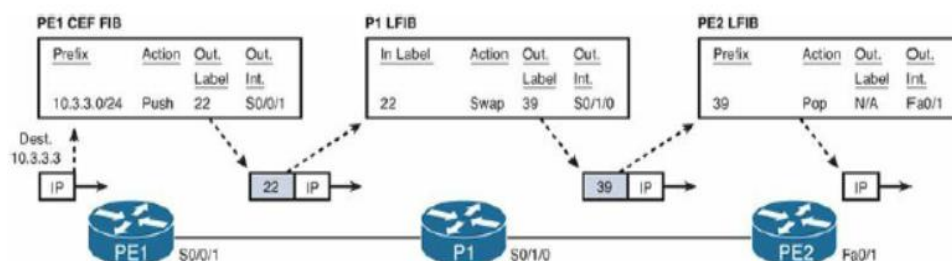 PE1 CEF FIB
Prefix Action Out. Label Out. Int.
10.3.3.0/24 Push 22 S0/0/1
P1 LFIB
In Label Action Out. Label Out. Int.
22 Swap 39 S0/1/0
PE2 LFIB
Prefix Action Out. Label Out. Int.
39 Pop N/A Fa0/1
Dest.
10.3.3.3
IP
22 IP
39 IP
IP
PE1 S0/0/1
P1 S0/1/0
PE2 Fa0/1